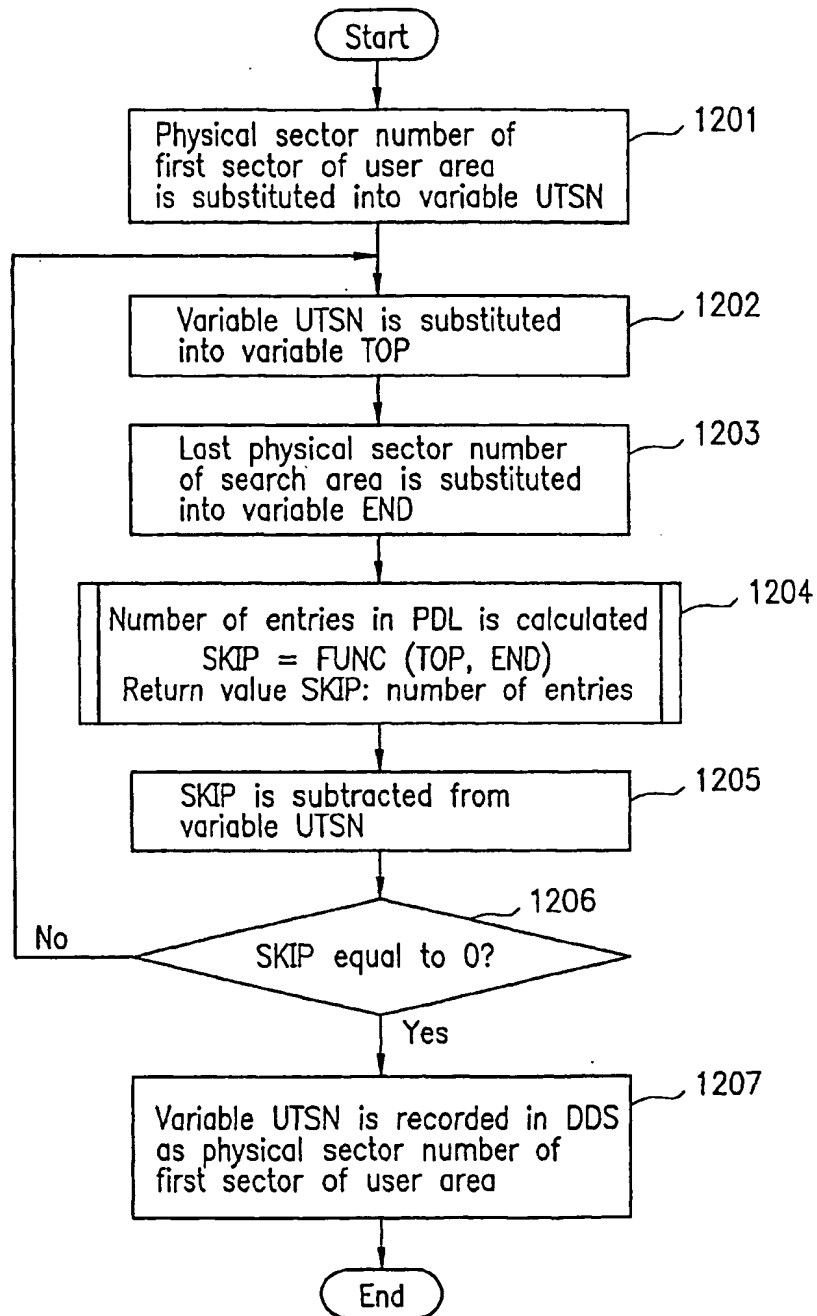 Start
1201
Physical sector number of
first sector of user area
is substituted into variable UTSN
1202
Variable UTSN is substituted
into variable TOP
1203
Last physical sector number
of search area is substituted
into variable END
1204
Number of entries in PDL is calculated
SKIP = FUNC (TOP, END)
Return value SKIP: number of entries
1205
SKIP is subtracted from
variable UTSN
1206
No
SKIP equal to 0?
Yes
1207
Variable UTSN is recorded in DDS
as physical sector number of
first sector of user area
End